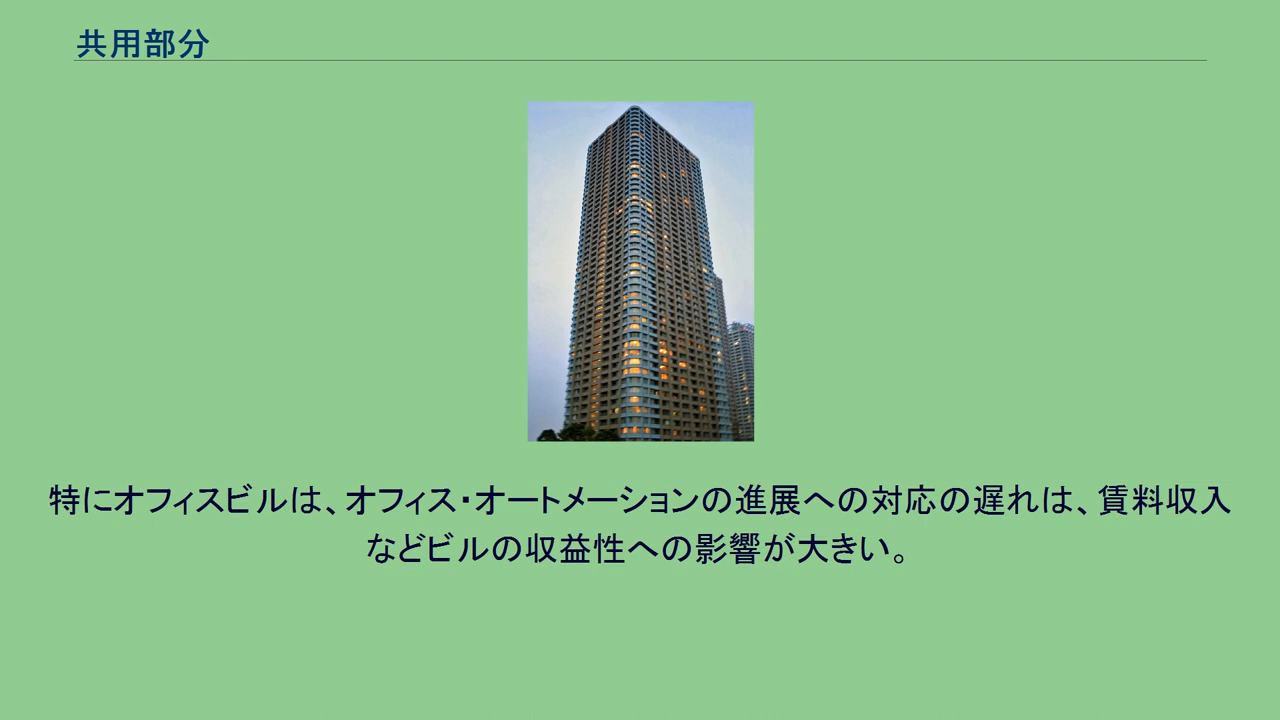 共用部分
特にオフィスビルは、オフィス・オートメーションの進展への対応の遅れは、賃料収入
などビルの収益性への影響が大きい。